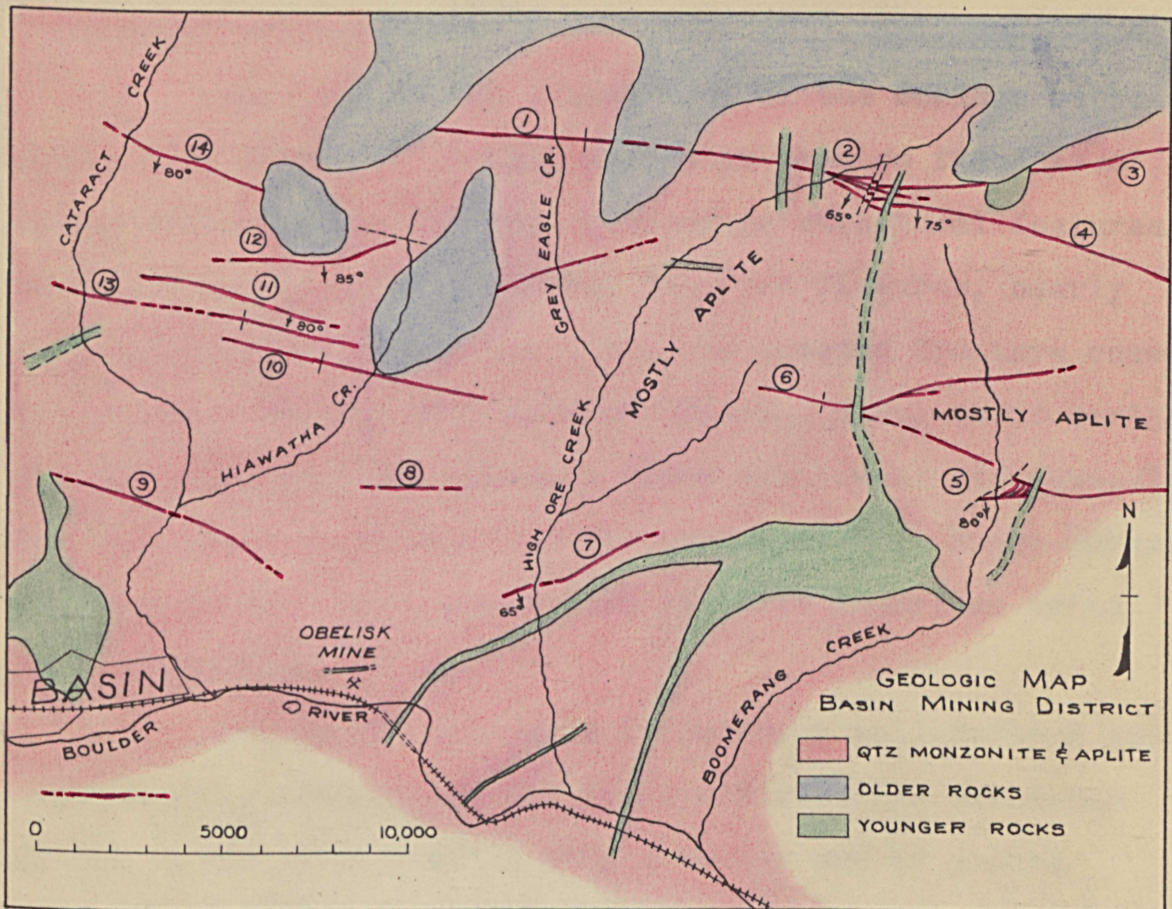 CATARACT CREEK
GREY EAGLE CR.
MOSTLY APLITE
HIAWATHA CR.
HIGH ORE CREEK
MOSTLY APLITE
BOOMERANG CREEK
OBELISK
MINE
BASIN
BOULDER RIVER
1
2
3
4
5
6
7
8
9
10
11
12
13
14
80°
85°
80°
65°
75°
65°
80°
N
GEOLOGIC MAP
BASIN MINING DISTRICT
QTZ MONZONITE & APLITE
OLDER ROCKS
YOUNGER ROCKS
0 5000 10,000